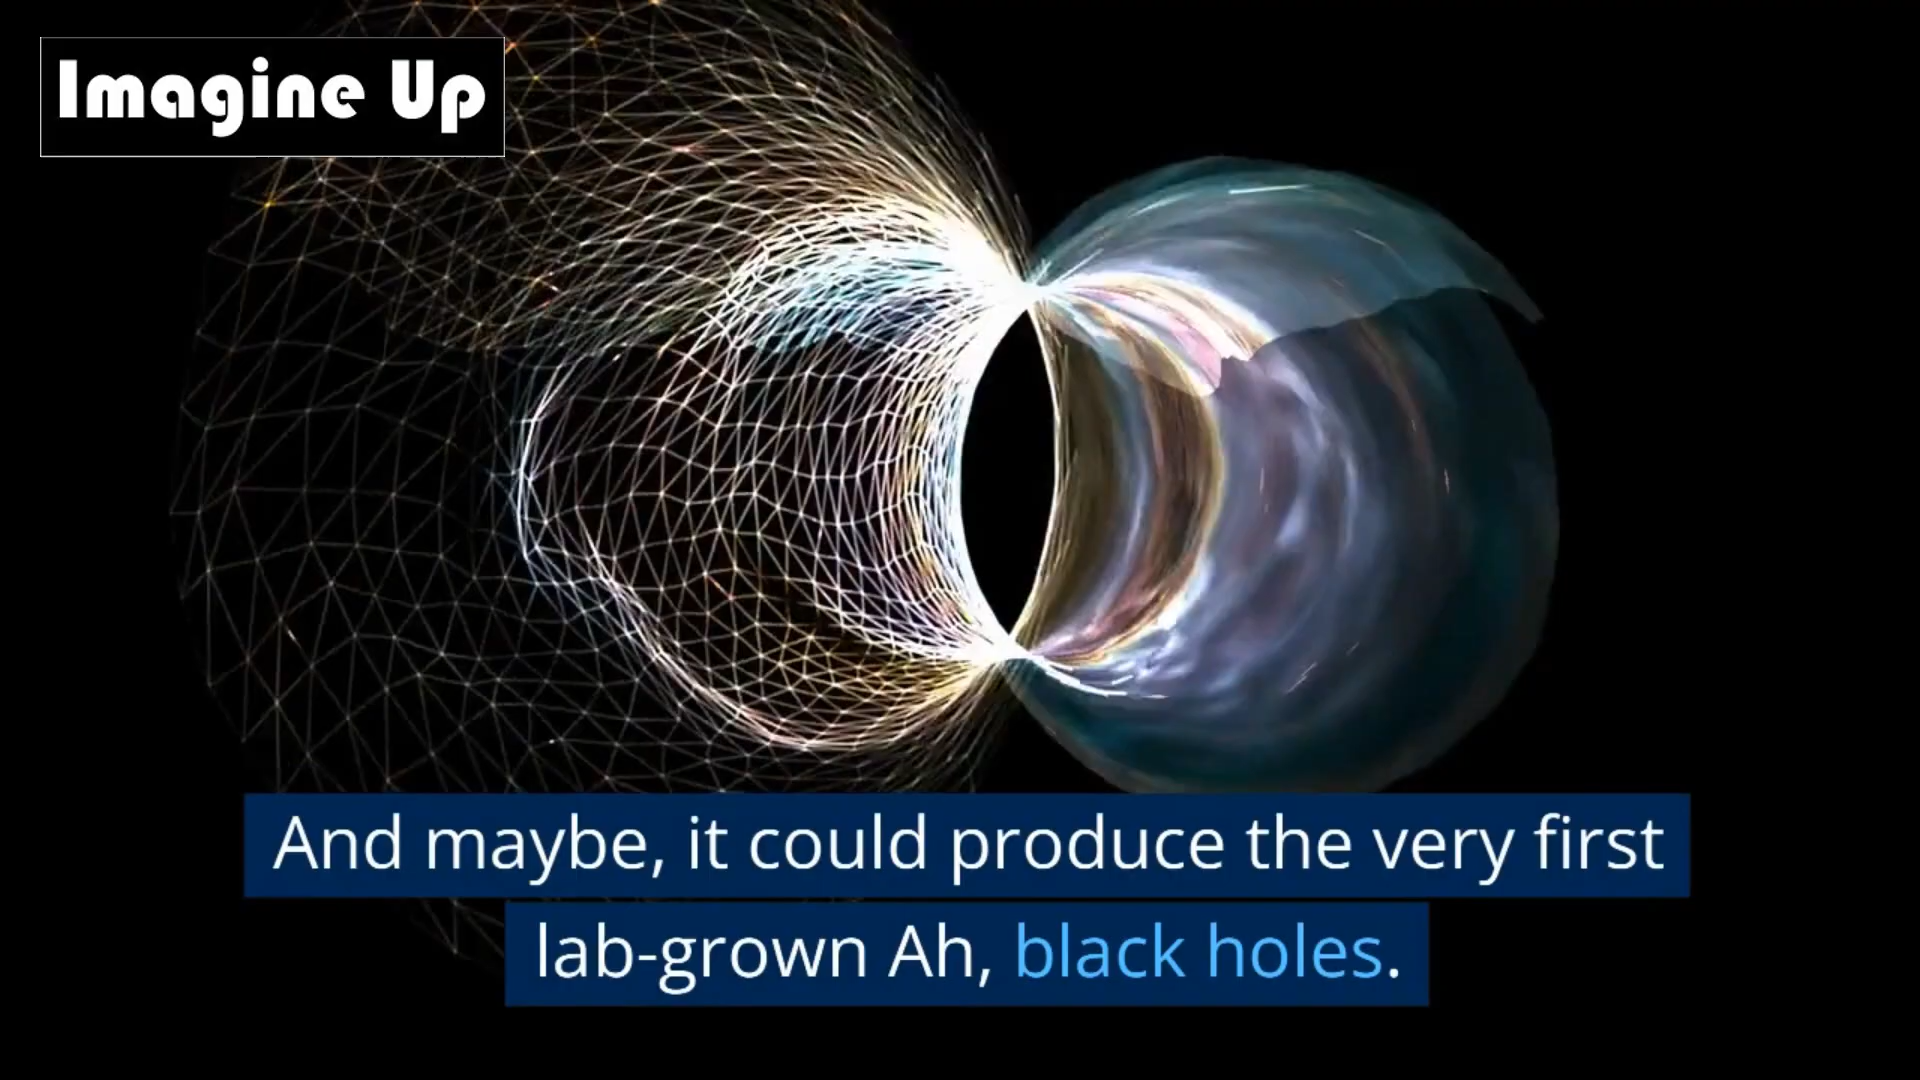 Imagine Up
And maybe, it could produce the very first
lab-grown Ah, black holes.